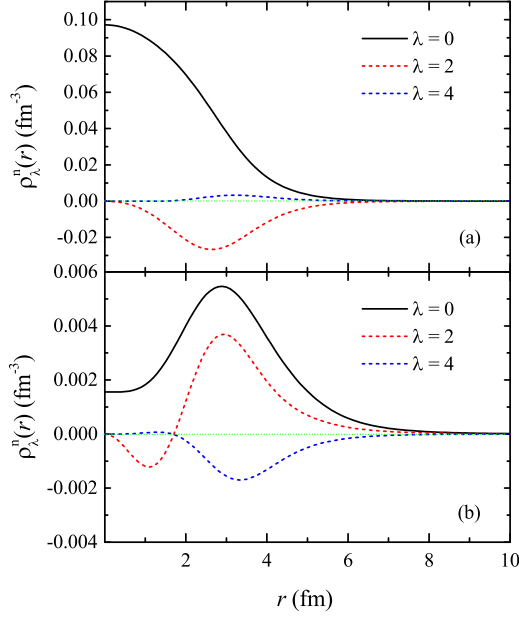 0.10
0.08
0.06
0.04
0.02
0.00
-0.02
ρλⁿ(r) (fm⁻³)
λ = 0
λ = 2
λ = 4
(a)
0.006
0.004
0.002
0.000
-0.002
-0.004
ρλⁿ(r) (fm⁻³)
λ = 0
λ = 2
λ = 4
(b)
2 4 6 8 10
r (fm)